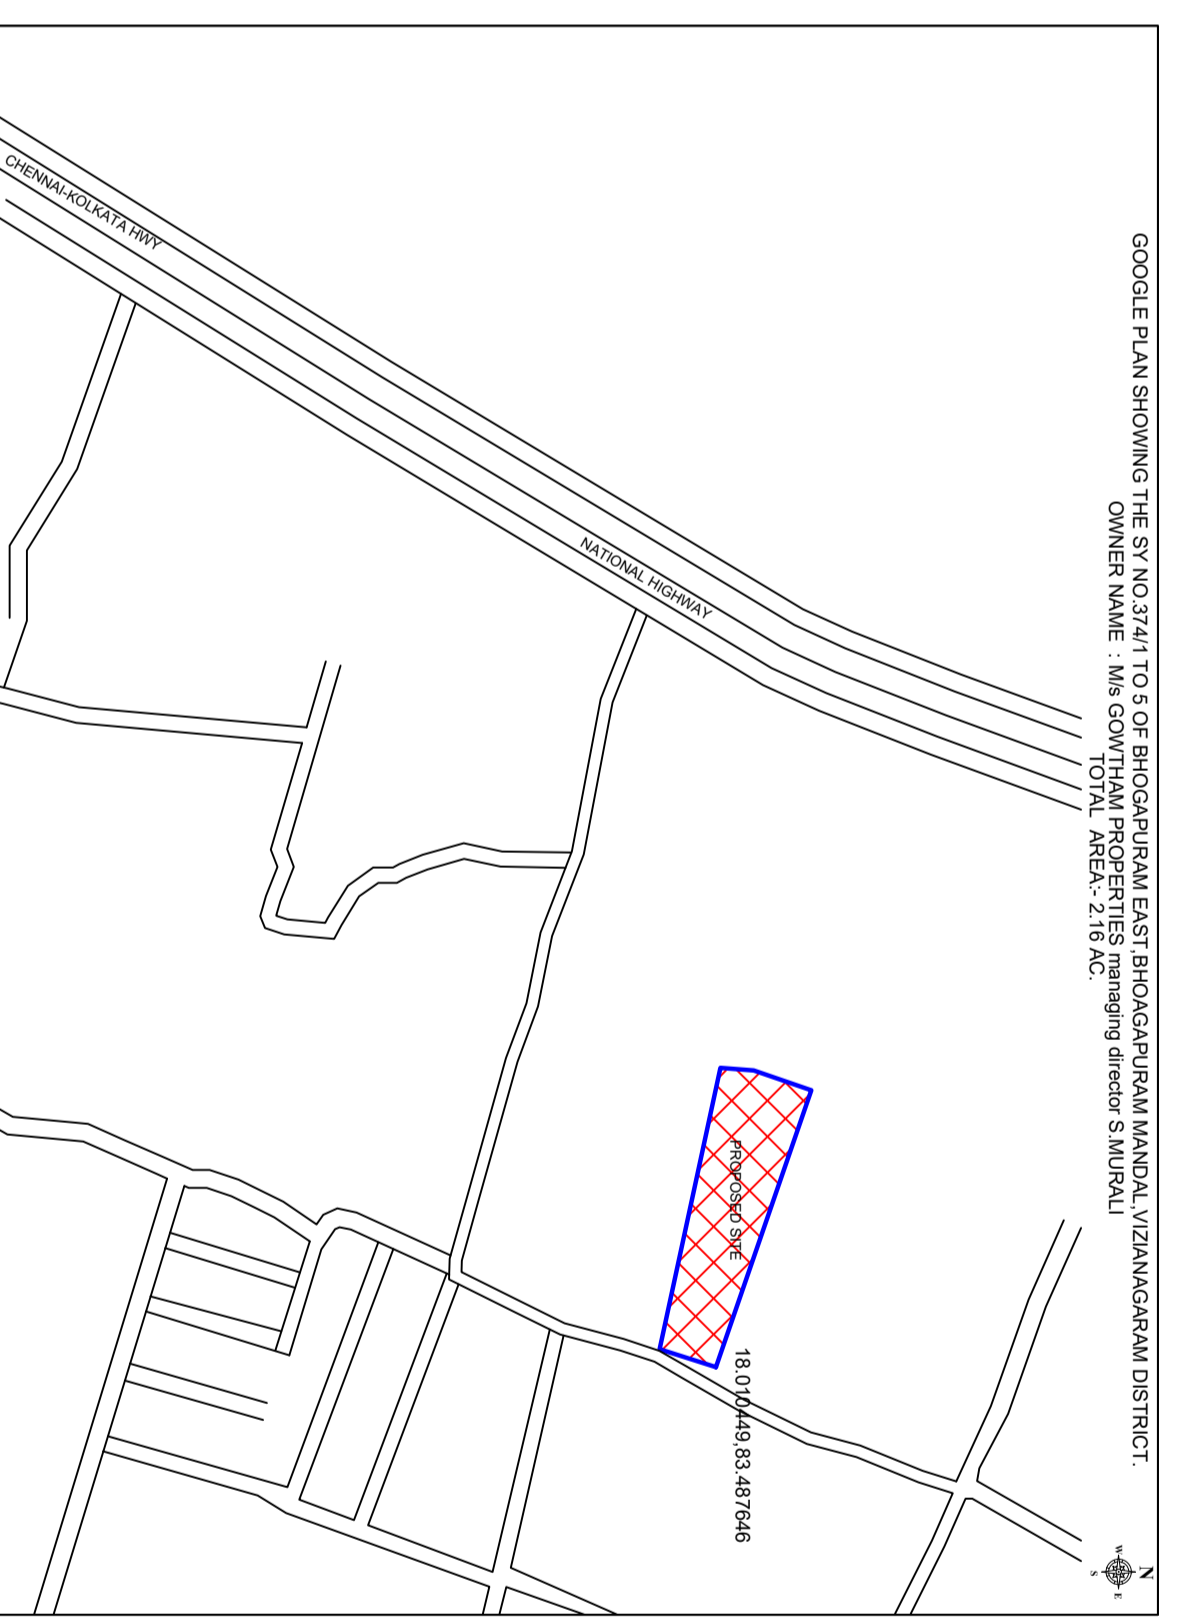 GOOGLE PLAN SHOWING THE SY NO.374/1 TO 5 OF BHOGAPURAM EAST,BHOAGAPURAM MANDAL,VIZIANAGARAM DISTRICT.
OWNER NAME : M/s GOWTHAM PROPERTIES managing director S.MURALI
TOTAL AREA:- 2.16 AC.
N
W
E
S
NATIONAL HIGHWAY
CHENNAI-KOLKATA HWY
PROPOSED SITE
18.010449,83.487646